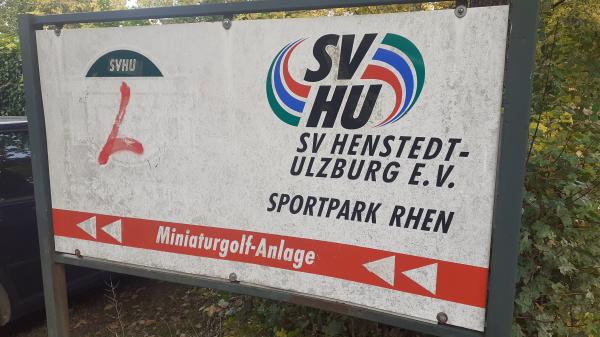 SVHU
L
SV
HU
SV HENSTEDT-
ULZBURG E.V.
SPORTPARK RHEN
Miniaturgolf-Anlage